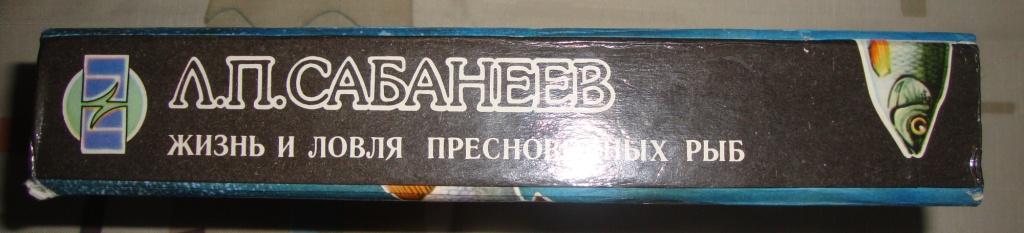 Л.П.САБАНЕЕВ
ЖИЗНЬ И ЛОВЛЯ ПРЕСНОВОДНЫХ РЫБ